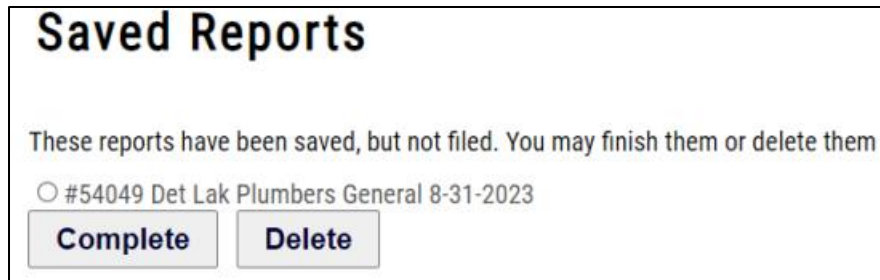 Saved Reports
These reports have been saved, but not filed. You may finish them or delete them
#54049 Det Lak Plumbers General 8-31-2023
Complete Delete